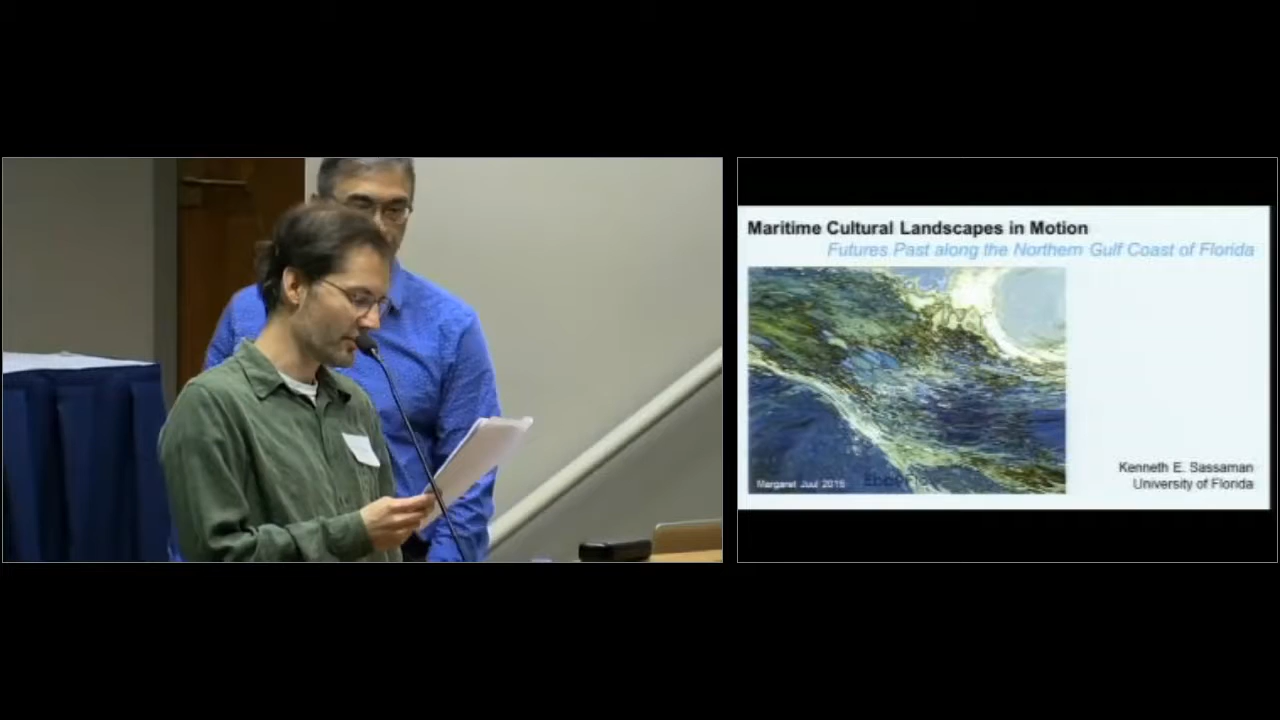 Maritime Cultural Landscapes in Motion
Futures Past along the Northern Gulf Coast of Florida
Margaret Juul 2015
Kenneth E. Sassaman
University of Florida